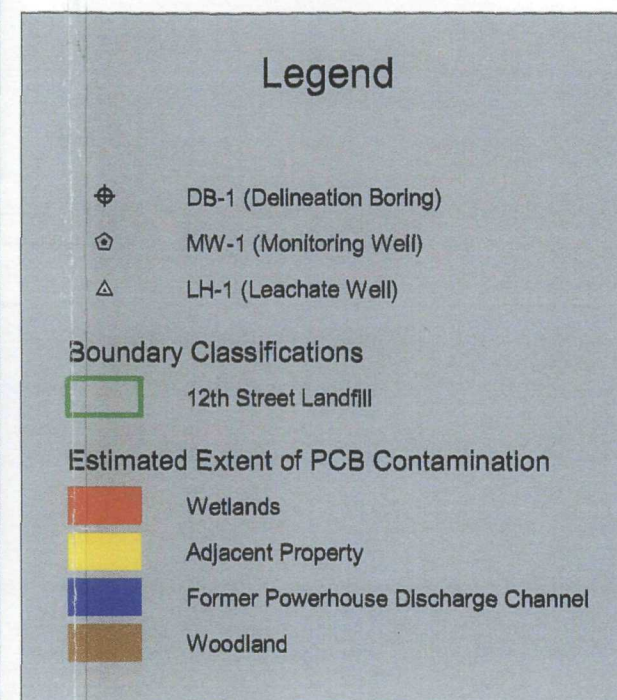 Legend
DB-1 (Delineation Boring)
MW-1 (Monitoring Well)
LH-1 (Leachate Well)
Boundary Classifications
12th Street Landfill
Estimated Extent of PCB Contamination
Wetlands
Adjacent Property
Former Powerhouse Discharge Channel
Woodland